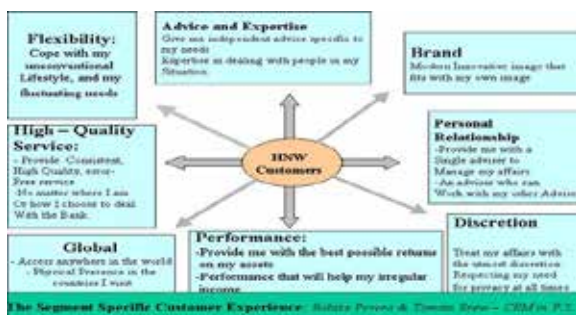 Flexibility:
Cope with my
unconventional
Lifestyle, and my
fluctuating needs
Advice and Expertise
Give me independent advice specific to
my needs
Expertise in dealing with people in my
Situation.
Brand
Modern Innovative image that
fits with my own image
High – Quality
Service:
- Provide Consistent,
High Quality, error-
Free service
-No matter where I am
Or how I choose to deal
With the Bank.
HNW
Customers
Personal
Relationship
-Provide me with a
Single adviser to
Manage my affairs
-An adviser who can
Work with my other Advisor
Global
- Access anywhere in the world
- Physical Presence in the
countries I want
Performance:
-Provide me with the best possible returns
on my assets
-Performance that will help my irregular
income
Discretion
Treat my affairs with
the utmost discretion
Respecting my need
for privacy at all times
The Segment Specific Customer Experience: